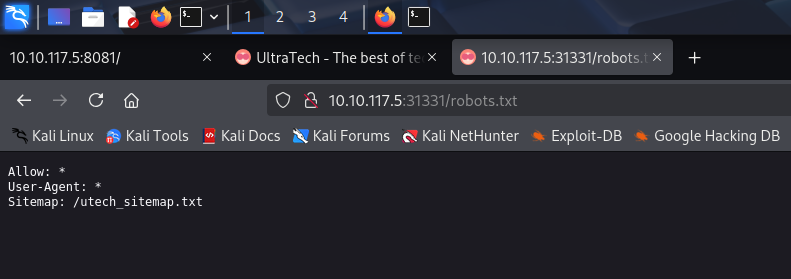 1 2 3 4
10.10.117.5:8081/ UltraTech - The best of te 10.10.117.5:31331/robots.t
10.10.117.5:31331/robots.txt
Kali Linux Kali Tools Kali Docs Kali Forums Kali NetHunter Exploit-DB Google Hacking DB
Allow: *
User-Agent: *
Sitemap: /utech_sitemap.txt